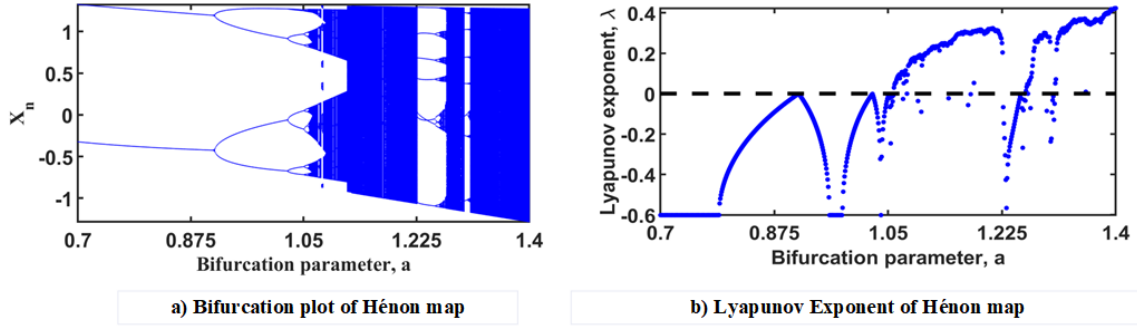 1
0.5
0
-0.5
-1
X_n
0.7 0.875 1.05 1.225 1.4
Bifurcation parameter, a
a) Bifurcation plot of Hénon map
0.4
0.2
0
-0.2
-0.4
-0.6
Lyapunov exponent, λ
0.7 0.875 1.05 1.225 1.4
Bifurcation parameter, a
b) Lyapunov Exponent of Hénon map